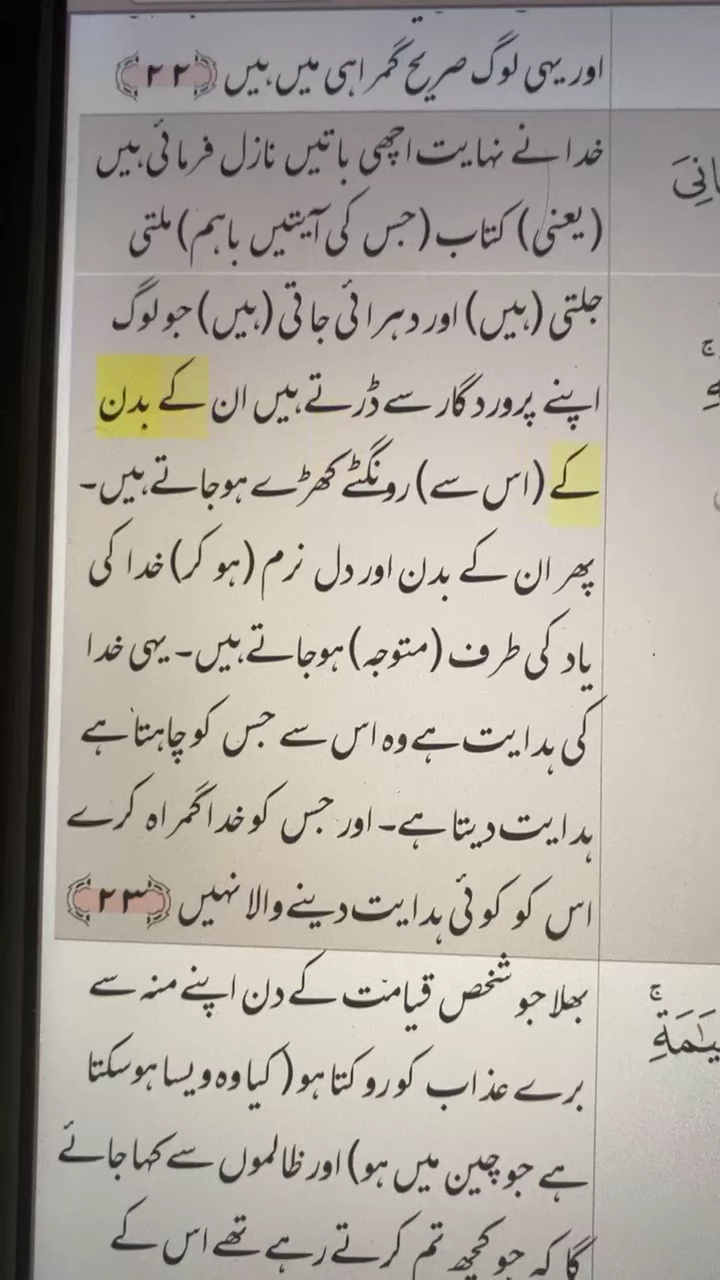 اور یہی لوگ صریح گمراہی میں ہیں ﴿۲۲﴾
خدا نے نہایت اچھی باتیں نازل فرمائی ہیں
(یعنی) کتاب (جس کی آیتیں باہم) ملتی
جلتی (ہیں) اور دہرائی جاتی (ہیں) جو لوگ
اپنے پروردگار سے ڈرتے ہیں ان کے بدن
کے (اس سے) رونگٹے کھڑے ہوجاتے ہیں۔
پھر ان کے بدن اور دل نرم (ہو کر) خدا کی
یاد کی طرف (متوجہ) ہوجاتے ہیں۔ یہی خدا
کی ہدایت ہے وہ اس سے جس کو چاہتا ہے
ہدایت دیتا ہے۔ اور جس کو خدا گمراہ کرے
اس کو کوئی ہدایت دینے والا نہیں ﴿۲۳﴾
بھلا جو شخص قیامت کے دن اپنے منہ سے
برے عذاب کو روکتا ہو (کیا وہ ویسا ہوسکتا
ہے جو چین میں ہو) اور ظالموں سے کہا جائے
گا کہ جو کچھ تم کرتے رہے تھے اس کے